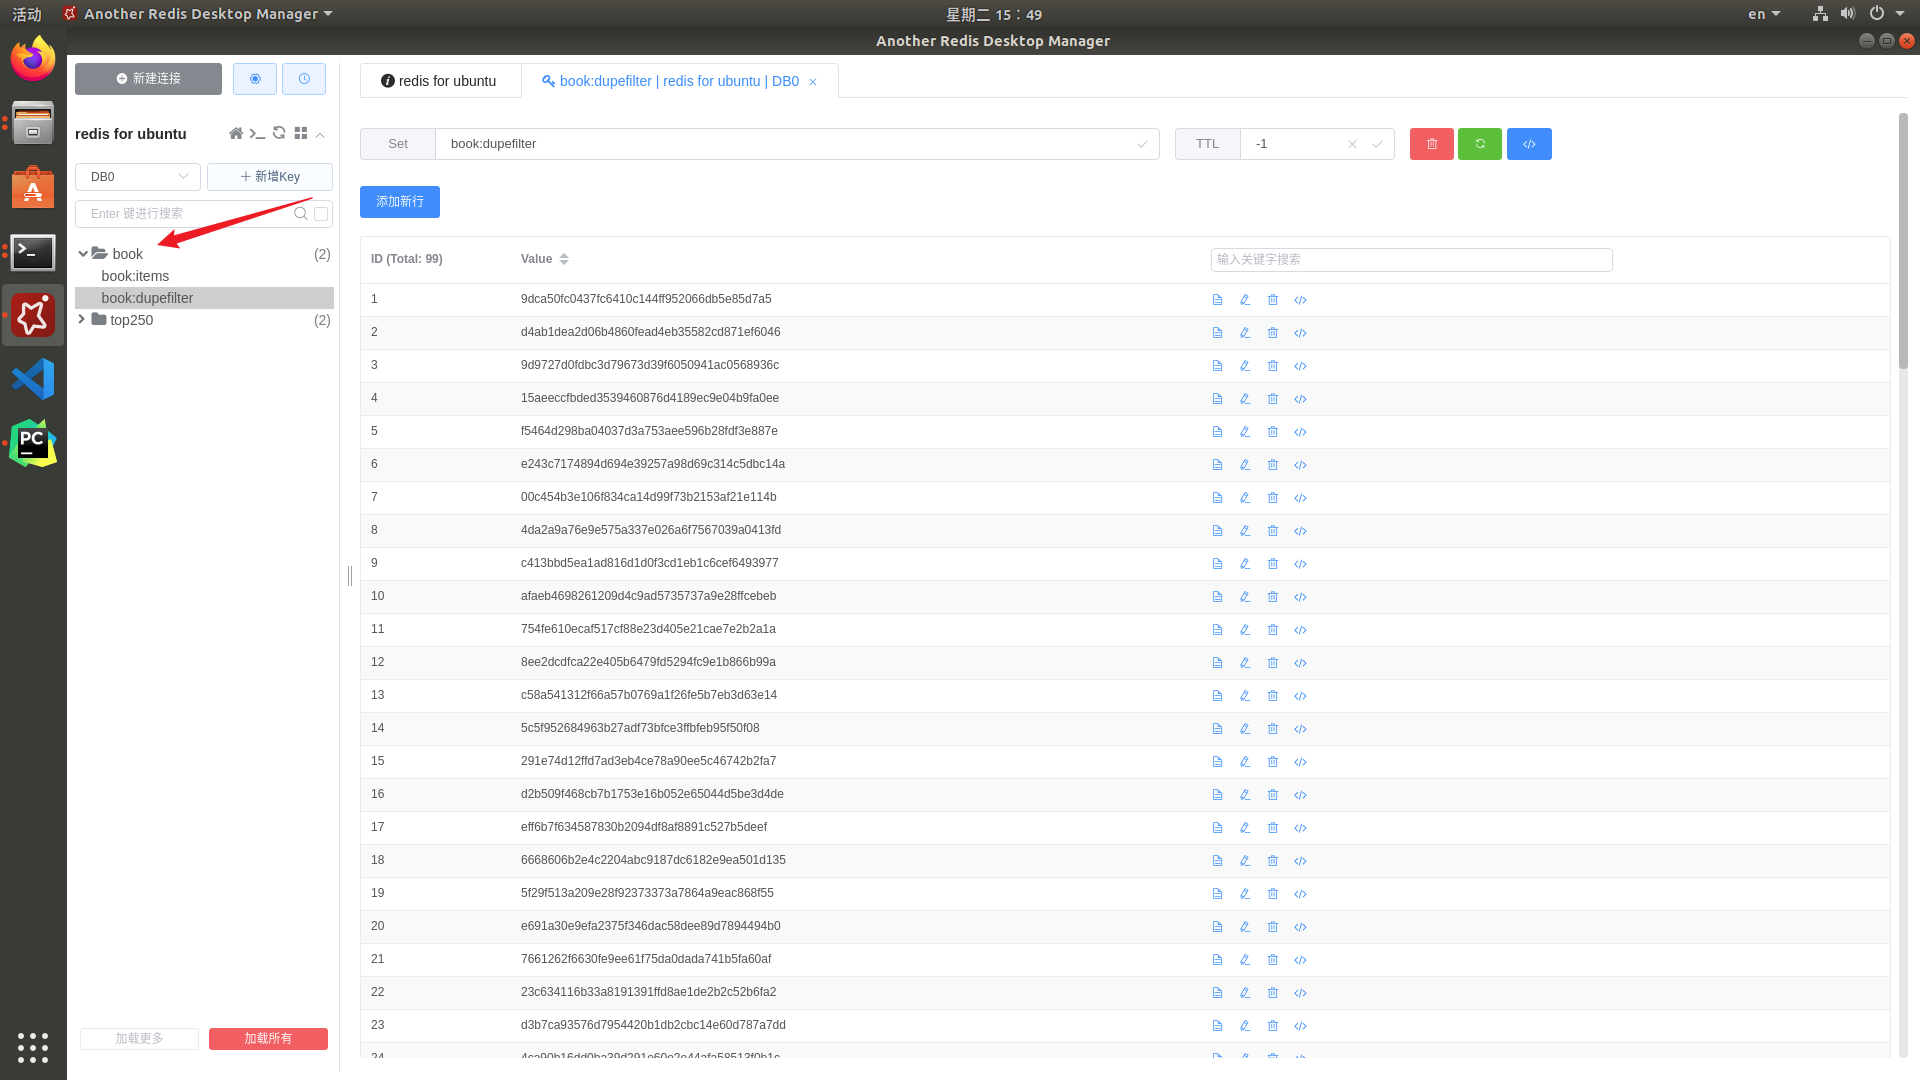 活动 Another Redis Desktop Manager 星期二 15：49 en
Another Redis Desktop Manager
新建连接
redis for ubuntu book:dupefilter | redis for ubuntu | DB0
redis for ubuntu
Set book:dupefilter TTL -1
DB0 新增Key
添加新行
Enter 键进行搜索
book (2)
book:items
book:dupefilter
top250 (2)
ID (Total: 99) Value 输入关键字搜索
1 9dca50fc0437fc6410c144ff952066db5e85d7a5
2 d4ab1dea2d06b4860fead4eb35582cd871ef6046
3 9d9727d0fdbc3d79673d39f6050941ac0568936c
4 15aeeccfbded3539460876d4189ec9e04b9fa0ee
5 f5464d298ba04037d3a753aee596b28fdf3e887e
6 e243c7174894d694e39257a98d69c314c5dbc14a
7 00c454b3e106f834ca14d99f73b2153af21e114b
8 4da2a9a76e9e575a337e026a6f7567039a0413fd
9 c413bbd5ea1ad816d1d0f3cd1eb1c6cef6493977
10 afaeb4698261209d4c9ad5735737a9e28ffcebeb
11 754fe610ecaf517cf88e23d405e21cae7e2b2a1a
12 8ee2dcdfca22e405b6479fd5294fc9e1b866b99a
13 c58a541312f66a57b0769a1f26fe5b7eb3d63e14
14 5c5f952684963b27adf73bfce3ffbfeb95f50f08
15 291e74d12ffd7ad3eb4ce78a90ee5c46742b2fa7
16 d2b509f468cb7b1753e16b052e65044d5be3d4de
17 eff6b7f634587830b2094df8af8891c527b5deef
18 6668606b2e4c2204abc9187dc6182e9ea501d135
19 5f29f513a209e28f92373373a7864a9eac868f55
20 e691a30e9efa2375f346dac58dee89d7894494b0
21 7661262f6630fe9ee61f75da0dada741b5fa60af
22 23c634116b33a8191391ffd8ae1de2b2c52b6fa2
23 d3b7ca93576d7954420b1db2cbc14e60d787a7dd
24
加载更多 加载所有
PC